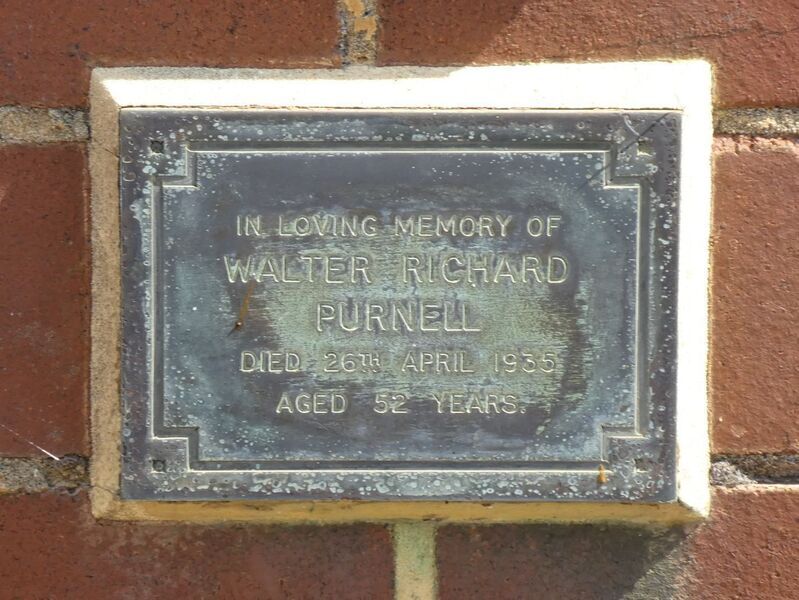 IN LOVING MEMORY OF
WALTER RICHARD
PURNELL
DIED 26TH APRIL 1935
AGED 52 YEARS.